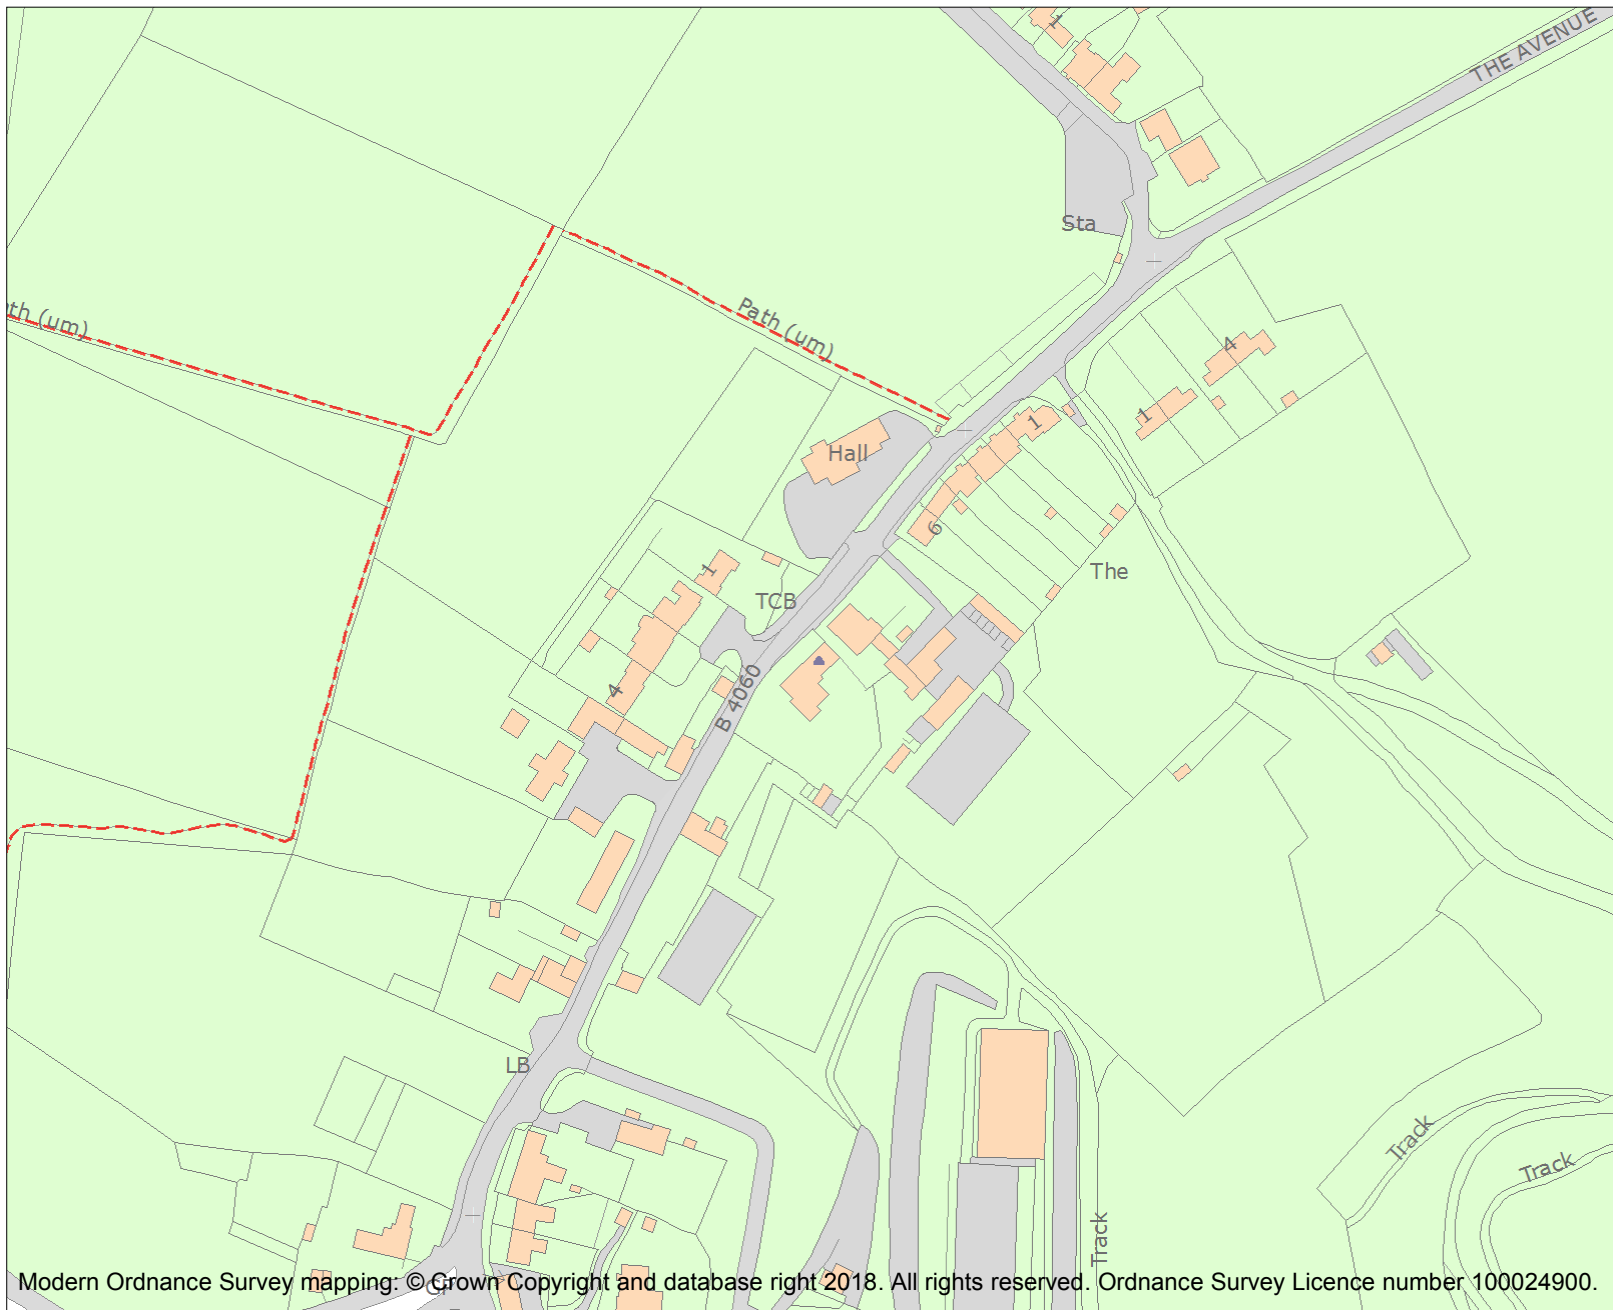 1
THE AVENUE
Sta
Path (um)
th (um)
4
1
1
Hall
6
The
1
TCB
4
B 4060
LB
Track
Track
Track
Modern Ordnance Survey mapping: © Crown Copyright and database right 2018. All rights reserved. Ordnance Survey Licence number 100024900.